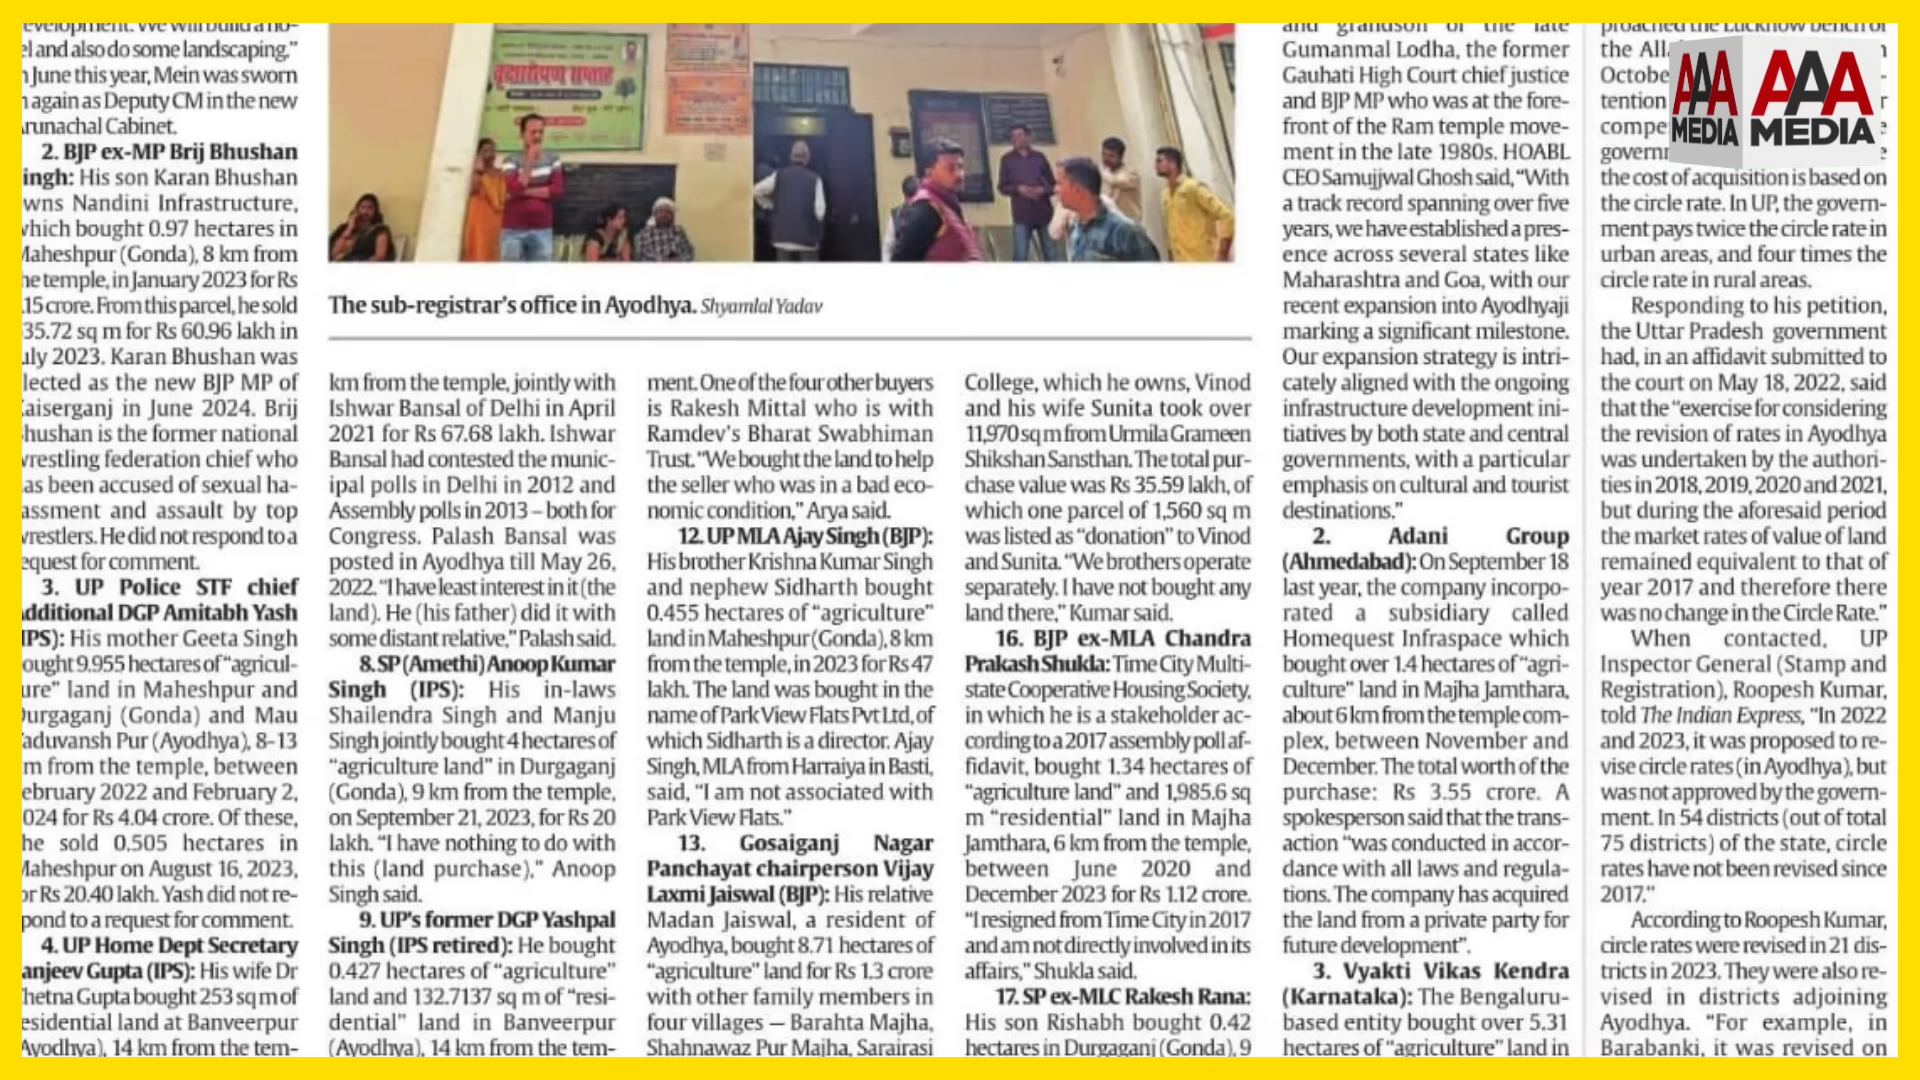 el and also do some landscaping."
June this year, Mein was sworn
again as Deputy CM in the new
Arunachal Cabinet.
2. BJP ex-MP Brij Bhushan
Singh: His son Karan Bhushan
owns Nandini Infrastructure,
which bought 0.97 hectares in
Maheshpur (Gonda), 8 km from
the temple, in January 2023 for Rs
.15 crore. From this parcel, he sold
35.72 sq m for Rs 60.96 lakh in
July 2023. Karan Bhushan was
elected as the new BJP MP of
Kaiserganj in June 2024. Brij
Bhushan is the former national
wrestling federation chief who
has been accused of sexual ha-
assment and assault by top
wrestlers. He did not respond to a
request for comment.
3. UP Police STF chief
Additional DGP Amitabh Yash
(IPS): His mother Geeta Singh
bought 9.955 hectares of "agricul-
ture" land in Maheshpur and
Durgaganj (Gonda) and Mau
Yaduvansh Pur (Ayodhya), 8-13
km from the temple, between
February 2022 and February 2,
2024 for Rs 4.04 crore. Of these,
she sold 0.505 hectares in
Maheshpur on August 16, 2023,
for Rs 20.40 lakh. Yash did not re-
spond to a request for comment.
4. UP Home Dept Secretary
Sanjeev Gupta (IPS): His wife Dr
Chetna Gupta bought 253 sq m of
residential land at Banveerpur
(Ayodhya), 14 km from the tem-
वृक्षारोपण सप्ताह
The sub-registrar's office in Ayodhya. Shyamlal Yadav
km from the temple, jointly with
Ishwar Bansal of Delhi in April
2021 for Rs 67.68 lakh. Ishwar
Bansal had contested the munic-
ipal polls in Delhi in 2012 and
Assembly polls in 2013 – both for
Congress. Palash Bansal was
posted in Ayodhya till May 26,
2022. "I have least interest in it (the
land). He (his father) did it with
some distant relative," Palash said.
8. SP (Amethi) Anoop Kumar
Singh (IPS): His in-laws
Shailendra Singh and Manju
Singh jointly bought 4 hectares of
"agriculture land" in Durgaganj
(Gonda), 9 km from the temple,
on September 21, 2023, for Rs 20
lakh. "I have nothing to do with
this (land purchase)," Anoop
Singh said.
9. UP's former DGP Yashpal
Singh (IPS retired): He bought
0.427 hectares of "agriculture"
land and 132.7137 sq m of "resi-
dential" land in Banveerpur
(Ayodhya), 14 km from the tem-
ment. One of the four other buyers
is Rakesh Mittal who is with
Ramdev's Bharat Swabhiman
Trust. "We bought the land to help
the seller who was in a bad eco-
nomic condition," Arya said.
12. UP MLA Ajay Singh (BJP):
His brother Krishna Kumar Singh
and nephew Sidharth bought
0.455 hectares of "agriculture"
land in Maheshpur (Gonda), 8 km
from the temple, in 2023 for Rs 47
lakh. The land was bought in the
name of Park View Flats Pvt Ltd, of
which Sidharth is a director. Ajay
Singh, MLA from Harraiya in Basti,
said, "I am not associated with
Park View Flats."
13. Gosaiganj Nagar
Panchayat chairperson Vijay
Laxmi Jaiswal (BJP): His relative
Madan Jaiswal, a resident of
Ayodhya, bought 8.71 hectares of
"agriculture" land for Rs 1.3 crore
with other family members in
four villages — Barahta Majha,
Shahnawaz Pur Majha, Sarairasi
College, which he owns, Vinod
and his wife Sunita took over
11,970 sq m from Urmila Grameen
Shikshan Sansthan. The total pur-
chase value was Rs 35.59 lakh, of
which one parcel of 1,560 sq m
was listed as "donation" to Vinod
and Sunita. "We brothers operate
separately. I have not bought any
land there," Kumar said.
16. BJP ex-MLA Chandra
Prakash Shukla: Time City Multi-
state Cooperative Housing Society,
in which he is a stakeholder ac-
cording to a 2017 assembly poll af-
fidavit, bought 1.34 hectares of
"agriculture land" and 1,985.6 sq
m "residential" land in Majha
Jamthara, 6 km from the temple,
between June 2020 and
December 2023 for Rs 1.12 crore.
"I resigned from Time City in 2017
and am not directly involved in its
affairs," Shukla said.
17. SP ex-MLC Rakesh Rana:
His son Rishabh bought 0.42
hectares in Durgaganj (Gonda), 9
and grandson of the late
Gumanmal Lodha, the former
Gauhati High Court chief justice
and BJP MP who was at the fore-
front of the Ram temple move-
ment in the late 1980s. HOABL
CEO Samujjwal Ghosh said, "With
a track record spanning over five
years, we have established a pres-
ence across several states like
Maharashtra and Goa, with our
recent expansion into Ayodhyaji
marking a significant milestone.
Our expansion strategy is intri-
cately aligned with the ongoing
infrastructure development ini-
tiatives by both state and central
governments, with a particular
emphasis on cultural and tourist
destinations."
2. Adani Group
(Ahmedabad): On September 18
last year, the company incorpo-
rated a subsidiary called
Homequest Infraspace which
bought over 1.4 hectares of "agri-
culture" land in Majha Jamthara,
about 6 km from the temple com-
plex, between November and
December. The total worth of the
purchase: Rs 3.55 crore. A
spokesperson said that the trans-
action "was conducted in accor-
dance with all laws and regula-
tions. The company has acquired
the land from a private party for
future development".
3. Vyakti Vikas Kendra
(Karnataka): The Bengaluru-
based entity bought over 5.31
hectares of "agriculture" land in
proached the Lucknow bench of
the All
Octobe
tention
compe
governm
the cost of acquisition is based on
the circle rate. In UP, the govern-
ment pays twice the circle rate in
urban areas, and four times the
circle rate in rural areas.
Responding to his petition,
the Uttar Pradesh government
had, in an affidavit submitted to
the court on May 18, 2022, said
that the "exercise for considering
the revision of rates in Ayodhya
was undertaken by the authori-
ties in 2018, 2019, 2020 and 2021,
but during the aforesaid period
the market rates of value of land
remained equivalent to that of
year 2017 and therefore there
was no change in the Circle Rate."
When contacted, UP
Inspector General (Stamp and
Registration), Roopesh Kumar,
told The Indian Express, "In 2022
and 2023, it was proposed to re-
vise circle rates (in Ayodhya), but
was not approved by the govern-
ment. In 54 districts (out of total
75 districts) of the state, circle
rates have not been revised since
2017."
According to Roopesh Kumar,
circle rates were revised in 21 dis-
tricts in 2023. They were also re-
vised in districts adjoining
Ayodhya. "For example, in
Barabanki, it was revised on
AAA MEDIA
AAA MEDIA